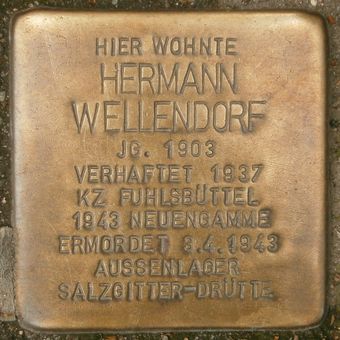 HIER WOHNTE
HERMANN
WELLENDORF
JG. 1903
VERHAFTET 1937
KZ FUHLSBÜTTEL
1943 NEUENGAMME
ERMORDET 3.4.1943
AUSSENLAGER
SALZGITTER-DRÜTTE